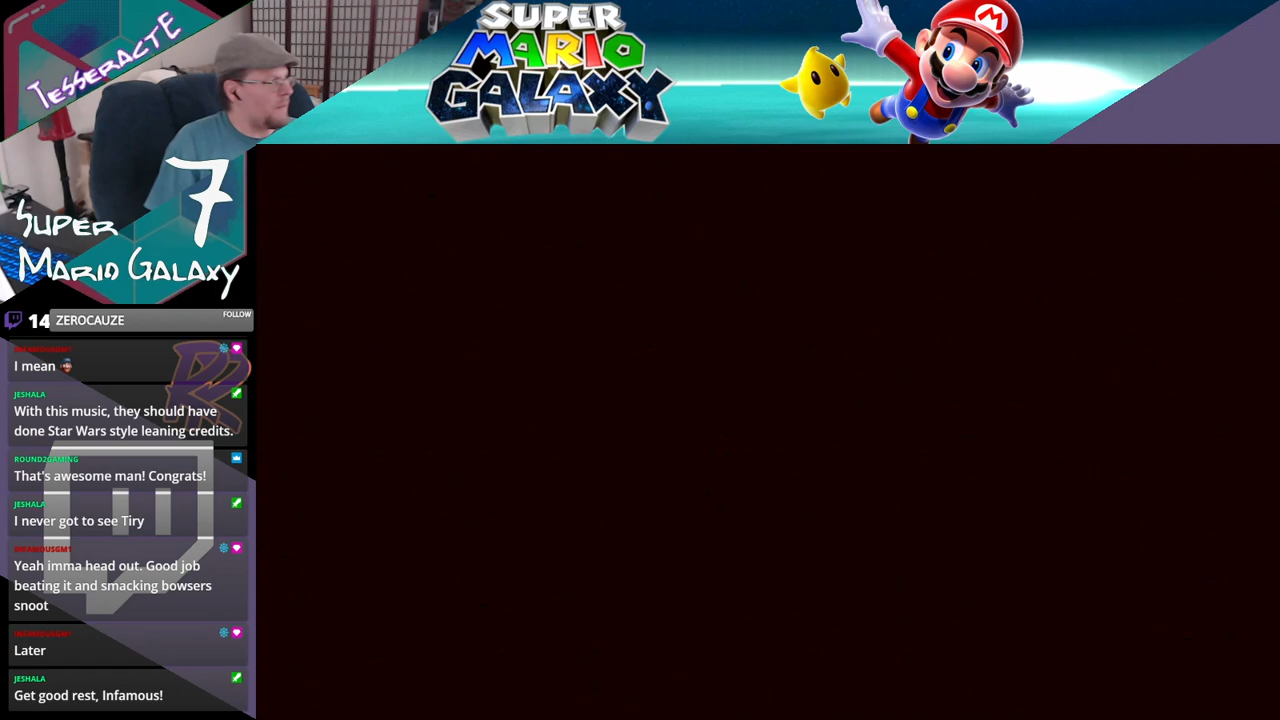 TESSERACTE
SUPER
MARIO
GALAXY
M
7
SUPER
MARIO GALAXY
14
ZEROCAUZE
FOLLOW
I mean
JESHALA
With this music, they should have
done Star Wars style leaning credits.
ROUND2GAMING
That's awesome man! Congrats!
JESHALA
I never got to see Tiry
Yeah imma head out. Good job
beating it and smacking bowsers
snoot
Later
JESHALA
Get good rest, Infamous!